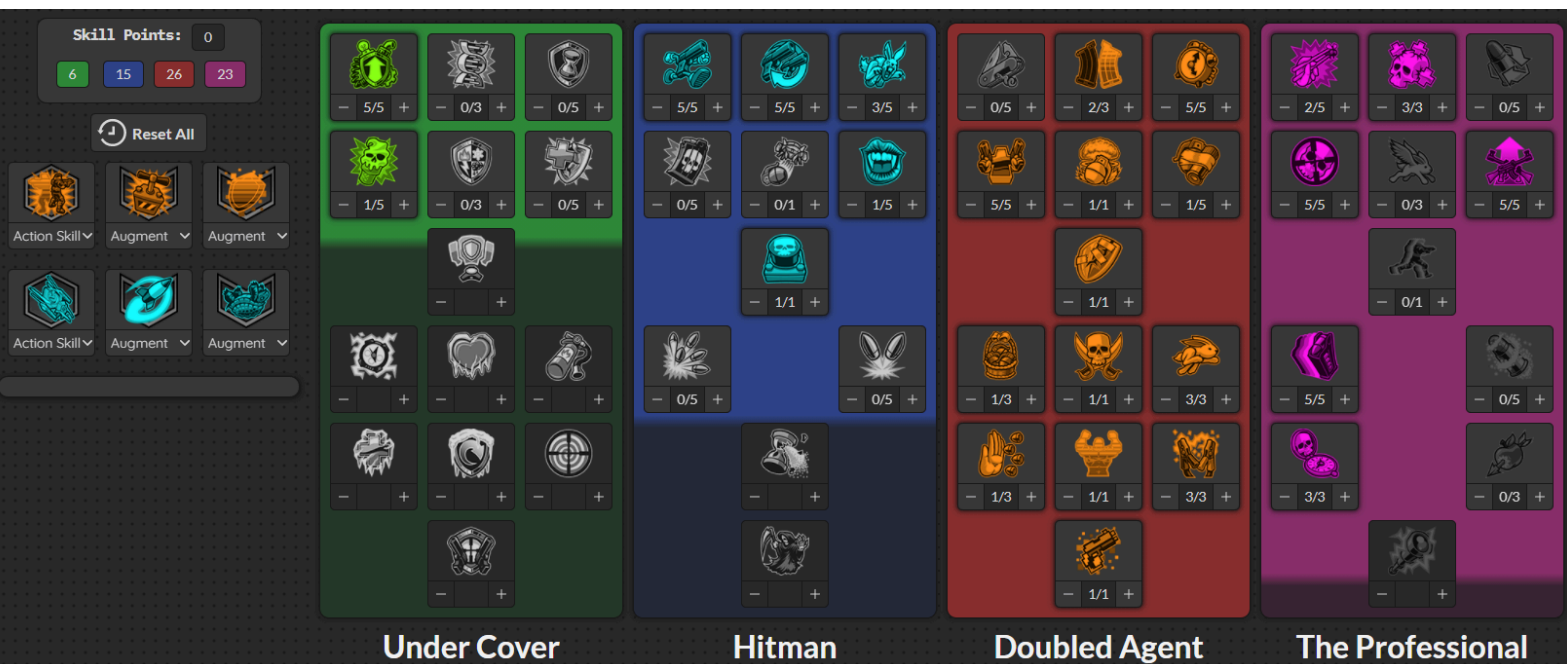 Skill Points: 0
6 15 26 23
Reset All
Action Skill Augment Augment
Action Skill Augment Augment
− 5/5 + − 0/3 + − 0/5 +
− 1/5 + − 0/3 + − 0/5 +
− +
− + − + − +
− + − + − +
− +
Under Cover
− 5/5 + − 5/5 + − 3/5 +
− 0/5 + − 0/1 + − 1/5 +
− 1/1 +
− 0/5 + − 0/5 +
− +
− +
Hitman
− 0/5 + − 2/3 + − 5/5 +
− 5/5 + − 1/1 + − 1/5 +
− 1/1 +
− 1/3 + − 1/1 + − 3/3 +
− 1/3 + − 1/1 + − 3/3 +
− 1/1 +
Doubled Agent
− 2/5 + − 3/3 + − 0/5 +
− 5/5 + − 0/3 + − 5/5 +
− 0/1 +
− 5/5 + − 0/5 +
− 3/3 + − 0/3 +
− +
The Professional